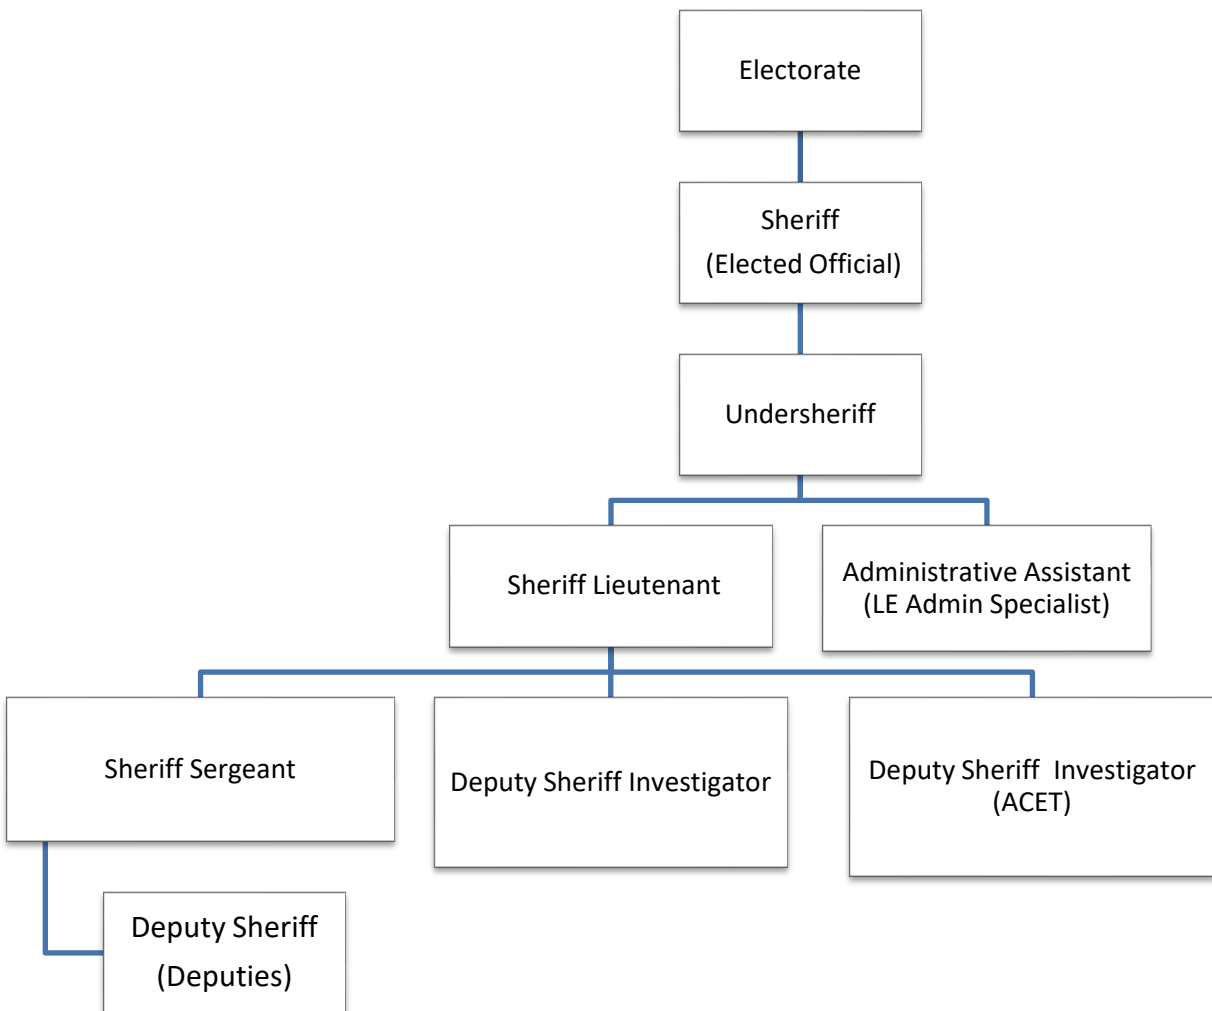 Electorate
Sheriff
(Elected Official)
Undersheriff
Sheriff Lieutenant
Administrative Assistant
(LE Admin Specialist)
Sheriff Sergeant
Deputy Sheriff Investigator
Deputy Sheriff  Investigator
(ACET)
Deputy Sheriff
(Deputies)